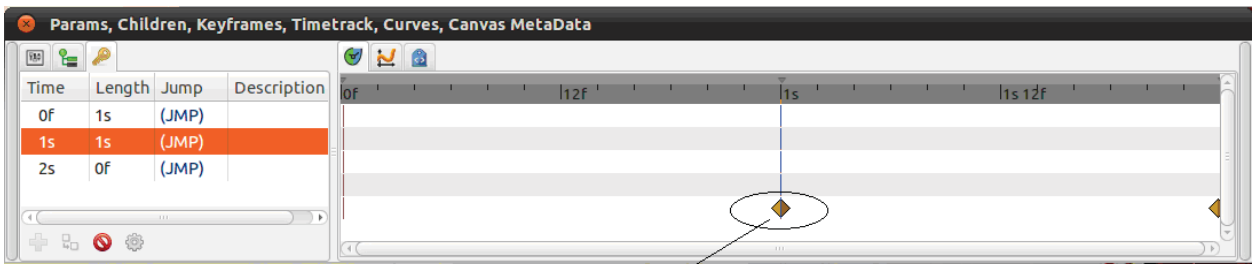 Params, Children, Keyframes, Timetrack, Curves, Canvas MetaData
Time Length Jump Description
0f 12f 1s 1s 12f
0f 1s (JMP)
1s 1s (JMP)
2s 0f (JMP)